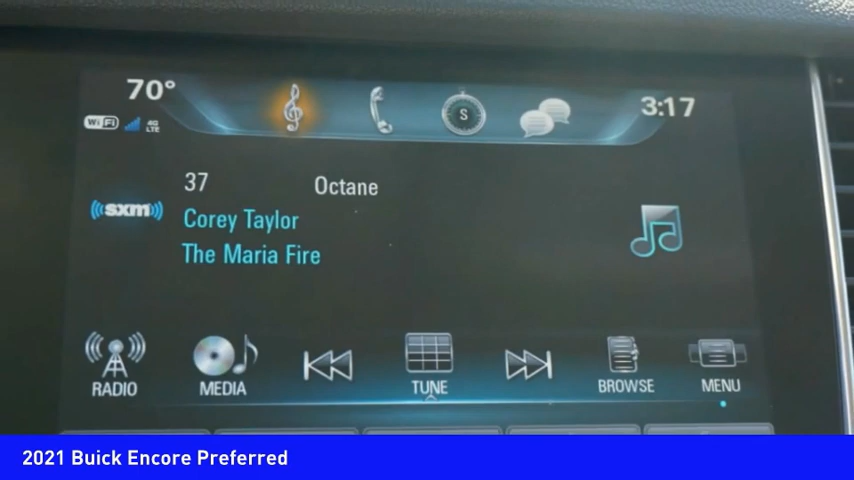 70°
3:17
WiFi
4G
LTE
S
37
Octane
sxm
Corey Taylor
The Maria Fire
RADIO
MEDIA
TUNE
BROWSE
MENU
2021 Buick Encore Preferred